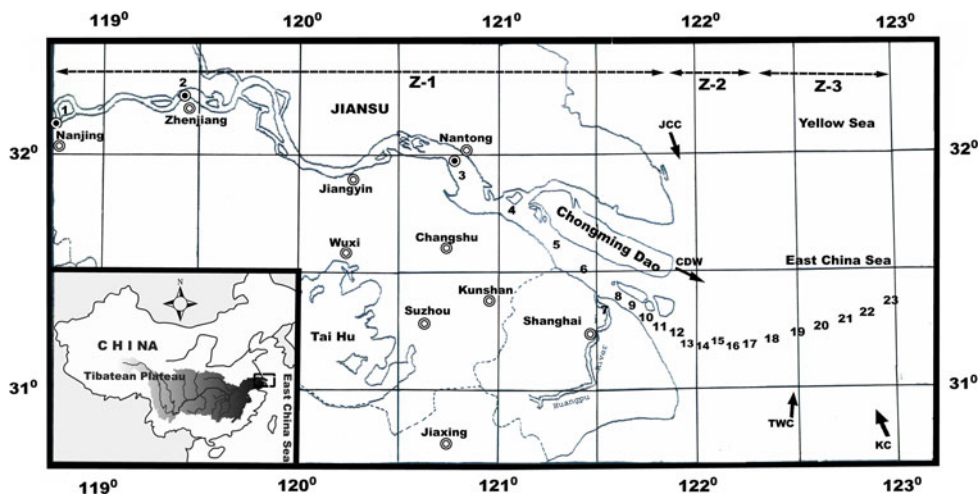 119⁰ 120⁰ 121⁰ 122⁰ 123⁰
Z-1 Z-2 Z-3
1 2
Nanjing Zhenjiang
JIANSU
Nantong
3
Jiangyin
JCC
Yellow Sea
32⁰ 32⁰
4
Chongming Dao
5
6
CDW
East China Sea
Wuxi
Changshu
Kunshan
Suzhou
Tai Hu
Shanghai
7 8 9 10 11 12 13 14 15 16 17 18 19 20 21 22 23
River
Huangpu
31⁰ 31⁰
Jiaxing
TWC
KC
CHINA
Tibatean Plateau
East China Sea
119⁰ 120⁰ 121⁰ 122⁰ 123⁰